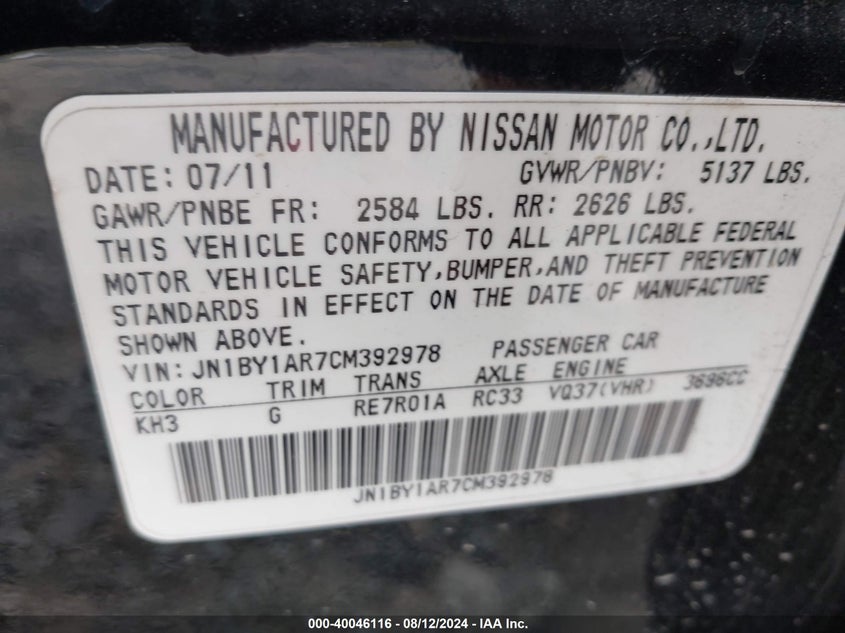 MANUFACTURED BY NISSAN MOTOR CO.,LTD.
DATE: 07/11 GVWR/PNBV: 5137 LBS.
GAWR/PNBE FR: 2584 LBS. RR: 2626 LBS.
THIS VEHICLE CONFORMS TO ALL APPLICABLE FEDERAL
MOTOR VEHICLE SAFETY,BUMPER,AND THEFT PREVENTION
STANDARDS IN EFFECT ON THE DATE OF MANUFACTURE
SHOWN ABOVE.
VIN: JN1BY1AR7CM392978 PASSENGER CAR
COLOR TRIM TRANS AXLE ENGINE
KH3 G RE7R01A RC33 VQ37(VHR) 3696CC
JN1BY1AR7CM392978
000-40046116 - 08/12/2024 - IAA Inc.